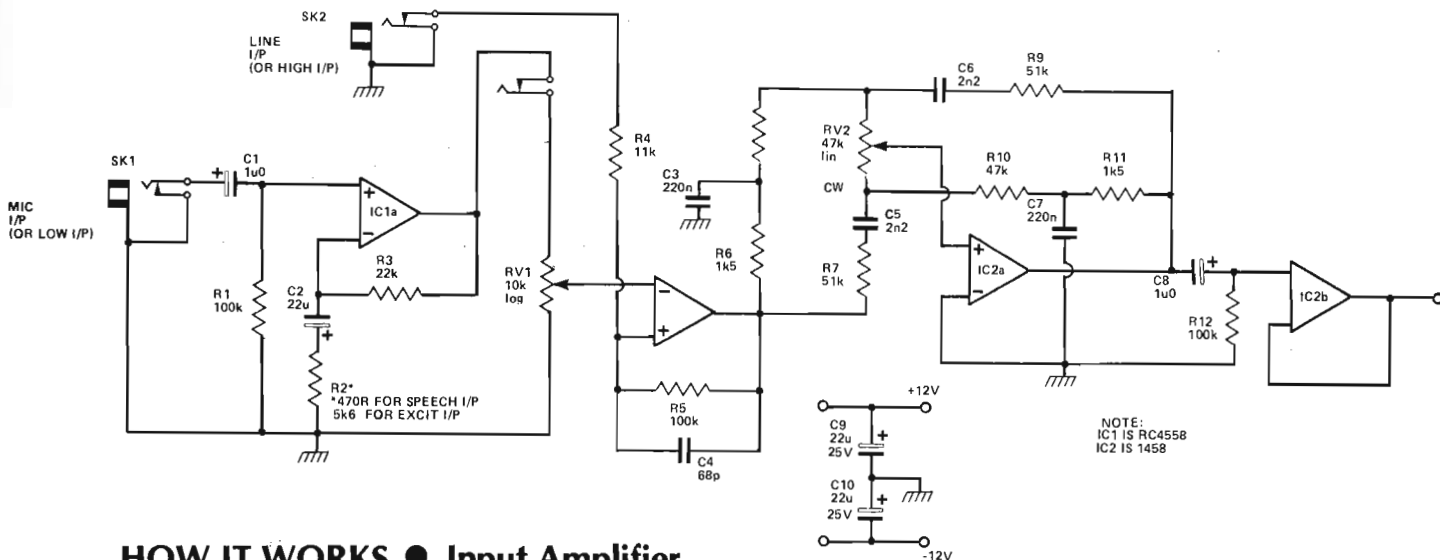 SK2
LINE
I/P
(OR HIGH I/P)
SK1
MIC
I/P
(OR LOW I/P)
C1
1u0
+
R1
100k
+
IC1a
−
R3
22k
C2
22u
+
R2*
*470R FOR SPEECH I/P
5k6 FOR EXCIT I/P
RV1
10k
log
R4
11k
−
+
R5
100k
C4
68p
C3
220n
R6
1k5
RV2
47k
lin
CW
C5
2n2
R7
51k
C6
2n2
R9
51k
R10
47k
R11
1k5
C7
220n
+
IC2a
−
C8
1u0
+
R12
100k
IC2b
+12V
C9
22u
25V
+
C10
22u
25V
+
-12V
NOTE:
IC1 IS RC4558
IC2 IS 1458
HOW IT WORKS ● Input Amplifier